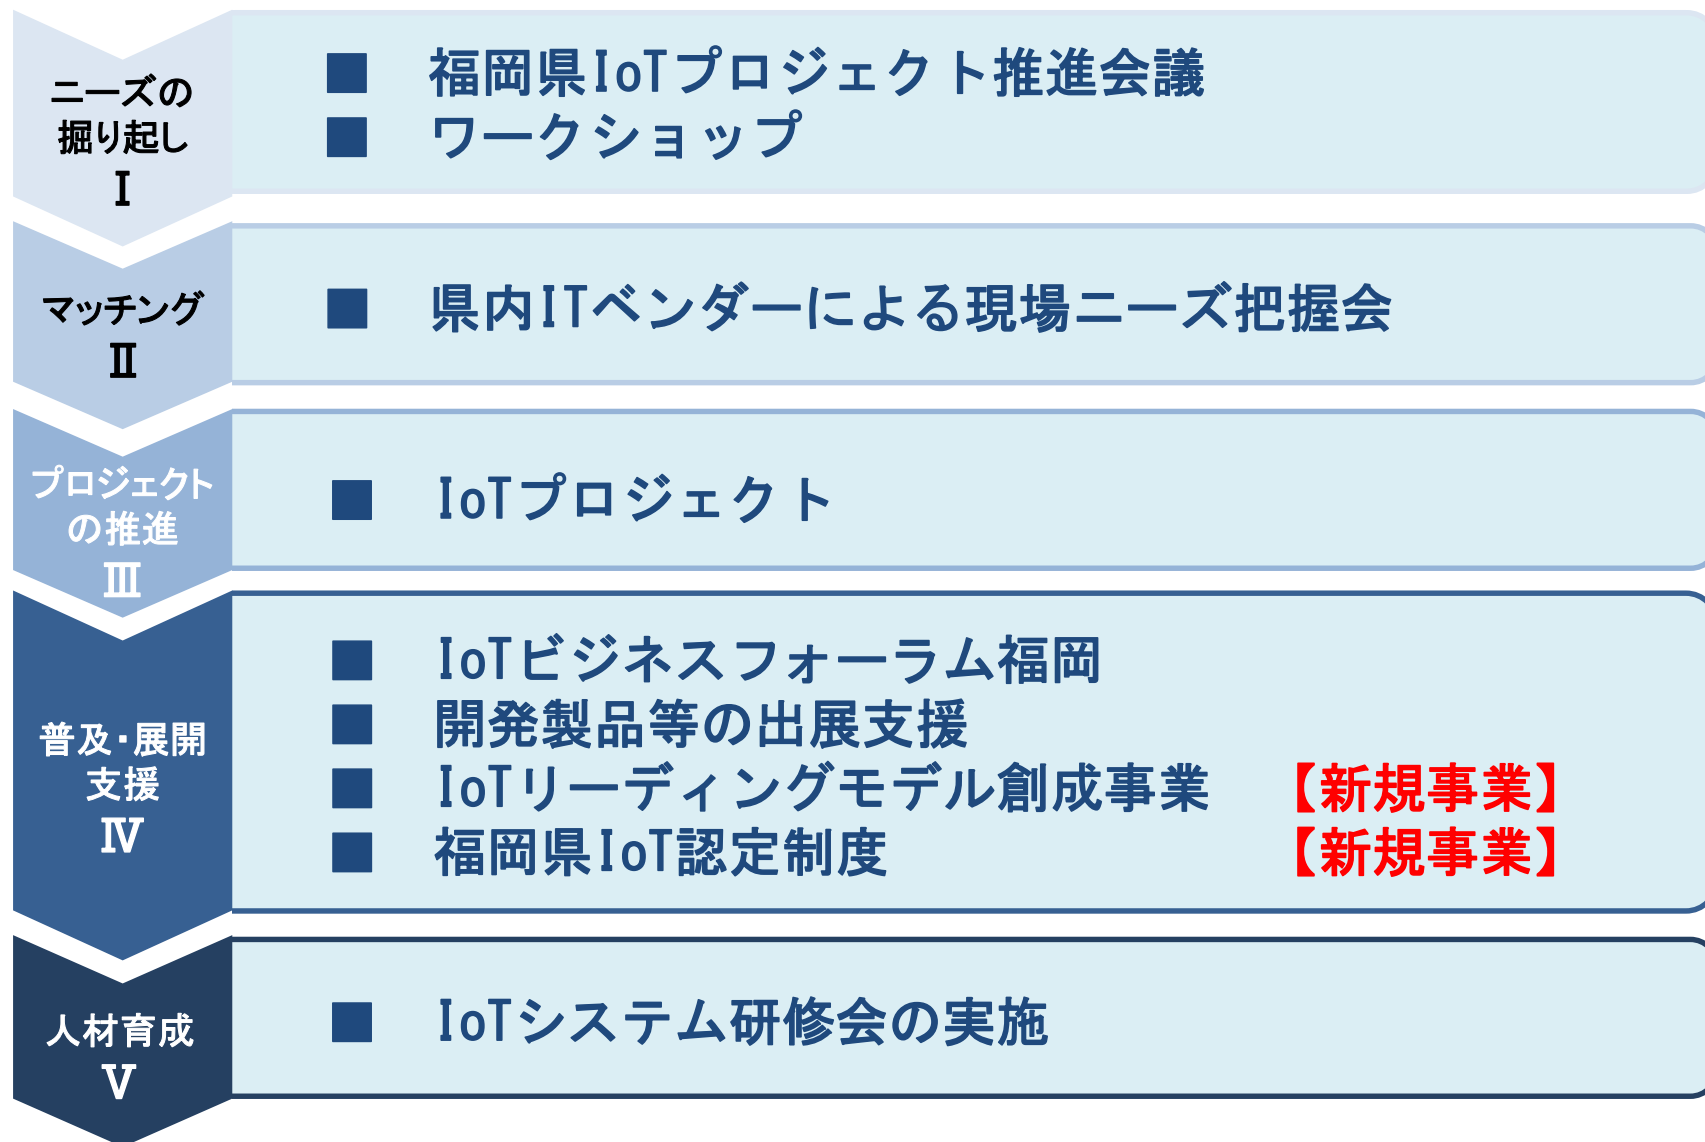 ニーズの
掘り起し
Ⅰ
■ 福岡県IoTプロジェクト推進会議
■ ワークショップ
マッチング
Ⅱ
■ 県内ITベンダーによる現場ニーズ把握会
プロジェクト
の推進
Ⅲ
■ IoTプロジェクト
普及・展開
支援
Ⅳ
■ IoTビジネスフォーラム福岡
■ 開発製品等の出展支援
■ IoTリーディングモデル創成事業 【新規事業】
■ 福岡県IoT認定制度 【新規事業】
人材育成
Ⅴ
■ IoTシステム研修会の実施